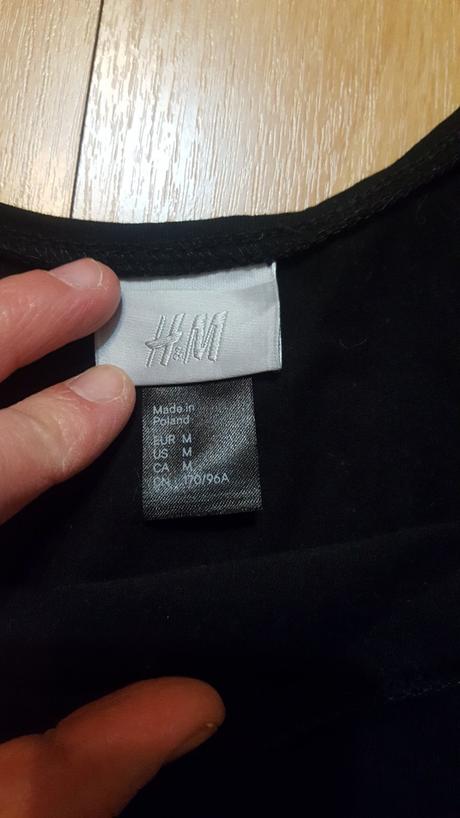 H&M
Made in
Poland
EUR M
US M
CA M
CN 170/96A